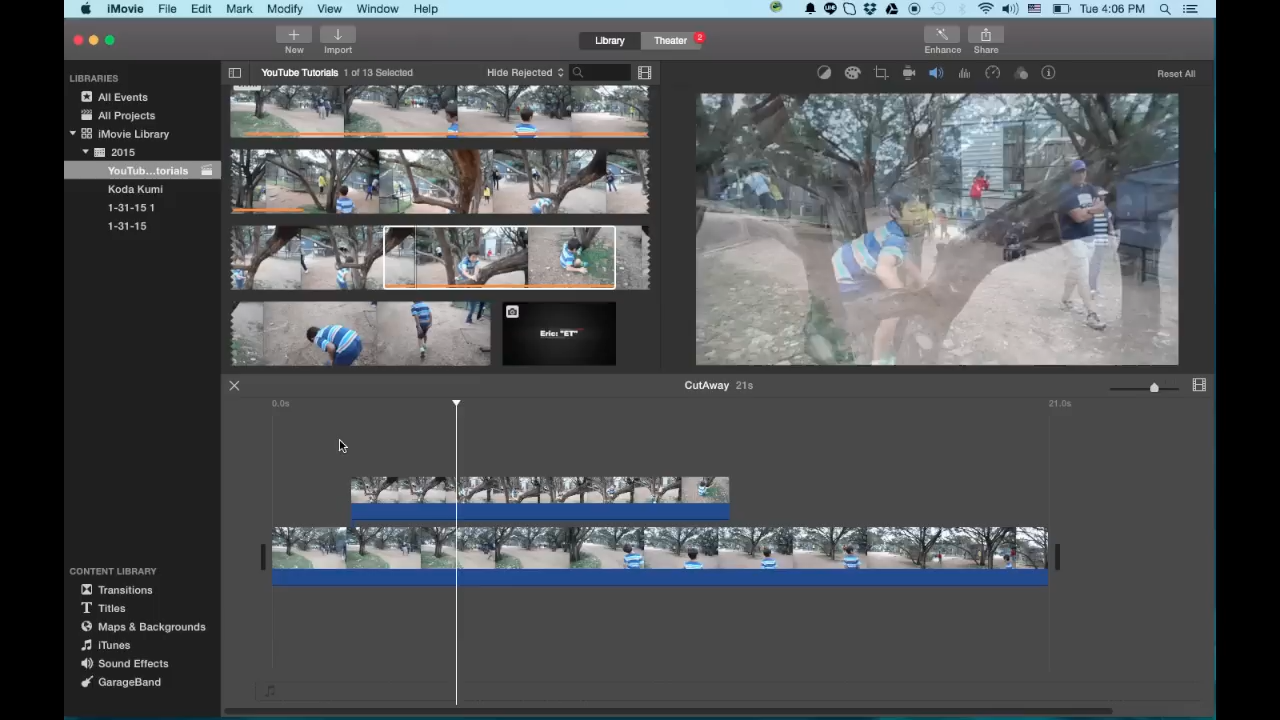 iMovie File Edit Mark Modify View Window Help
Tue 4:06 PM
New
Import
Library
Theater
2
Enhance
Share
LIBRARIES
All Events
All Projects
iMovie Library
2015
YouTub...torials
Koda Kumi
1-31-15 1
1-31-15
YouTube Tutorials 1 of 13 Selected
Hide Rejected
Reset All
Eric: "ET"
CutAway 21s
0.0s
21.0s
CONTENT LIBRARY
Transitions
Titles
Maps & Backgrounds
iTunes
Sound Effects
GarageBand